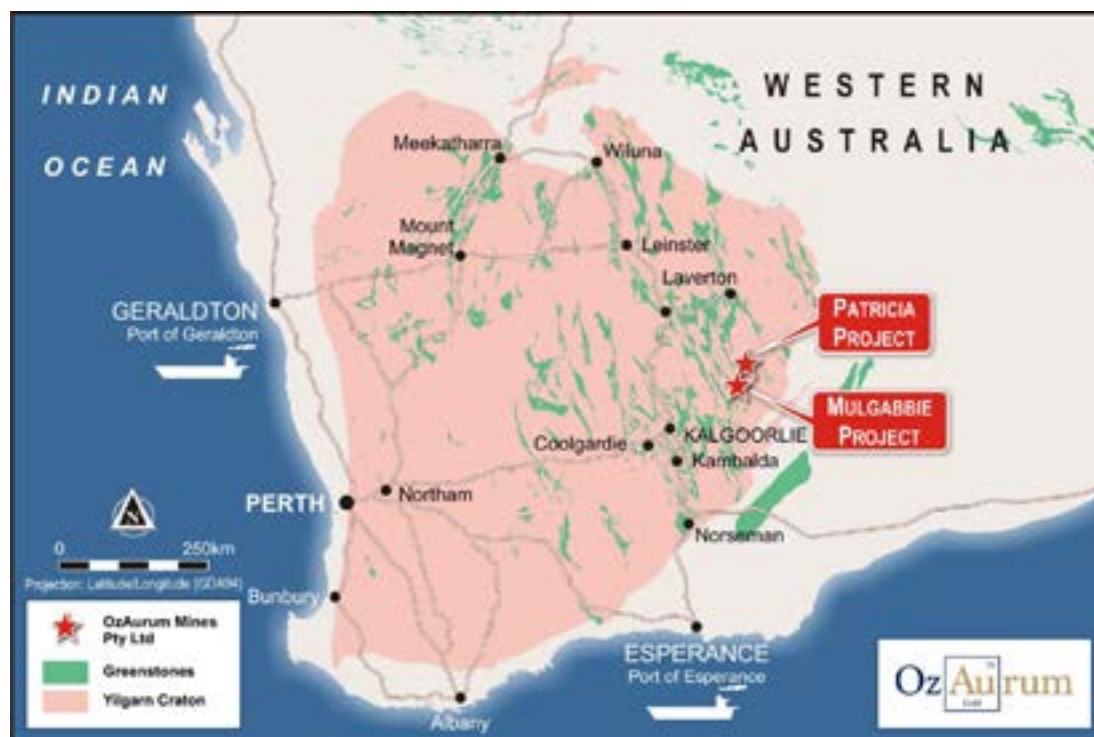 INDIAN
OCEAN
WESTERN
AUSTRALIA
Meekatharra
Wiluna
Mount
Magnet
Leinster
Laverton
GERALDTON
Port of Geraldton
PATRICIA
PROJECT
MULGABBIE
PROJECT
KALGOORLIE
Coolgardie
Kambalda
PERTH
Northam
Norseman
0 250km
Projection: Latitude/Longitude (GDA94)
Bunbury
OzAurum Mines
Pty Ltd
Greenstones
Yilgarn Craton
ESPERANCE
Port of Esperance
Albany
OzAurum